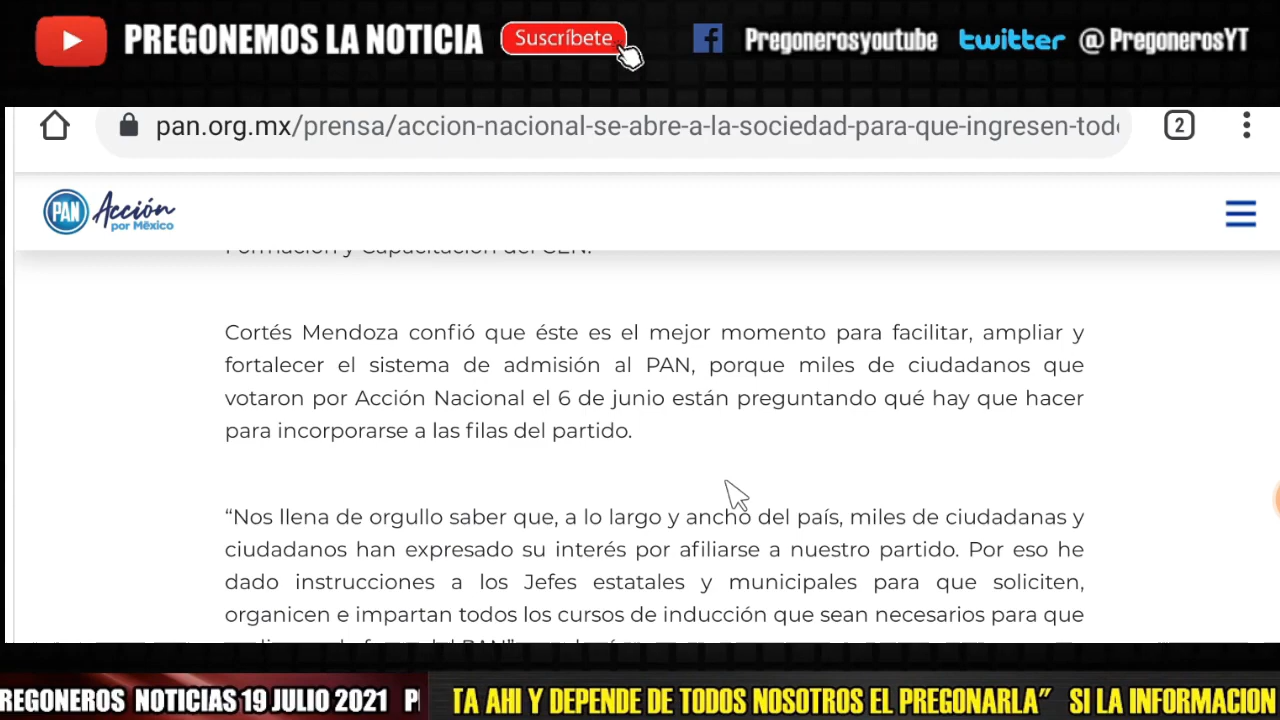 PREGONEMOS LA NOTICIA Suscríbete Pregonerosyoutube twitter @ PregonerosYT
pan.org.mx/prensa/accion-nacional-se-abre-a-la-sociedad-para-que-ingresen-tod 2
PAN Acción
por México
Formación y Capacitación del CEN.
Cortés Mendoza confió que éste es el mejor momento para facilitar, ampliar y
fortalecer el sistema de admisión al PAN, porque miles de ciudadanos que
votaron por Acción Nacional el 6 de junio están preguntando qué hay que hacer
para incorporarse a las filas del partido.
“Nos llena de orgullo saber que, a lo largo y ancho del país, miles de ciudadanas y
ciudadanos han expresado su interés por afiliarse a nuestro partido. Por eso he
dado instrucciones a los Jefes estatales y municipales para que soliciten,
organicen e impartan todos los cursos de inducción que sean necesarios para que
PAN”
REGONEROS NOTICIAS 19 JULIO 2021 P TA AHI Y DEPENDE DE TODOS NOSOTROS EL PREGONARLA" SI LA INFORMACION